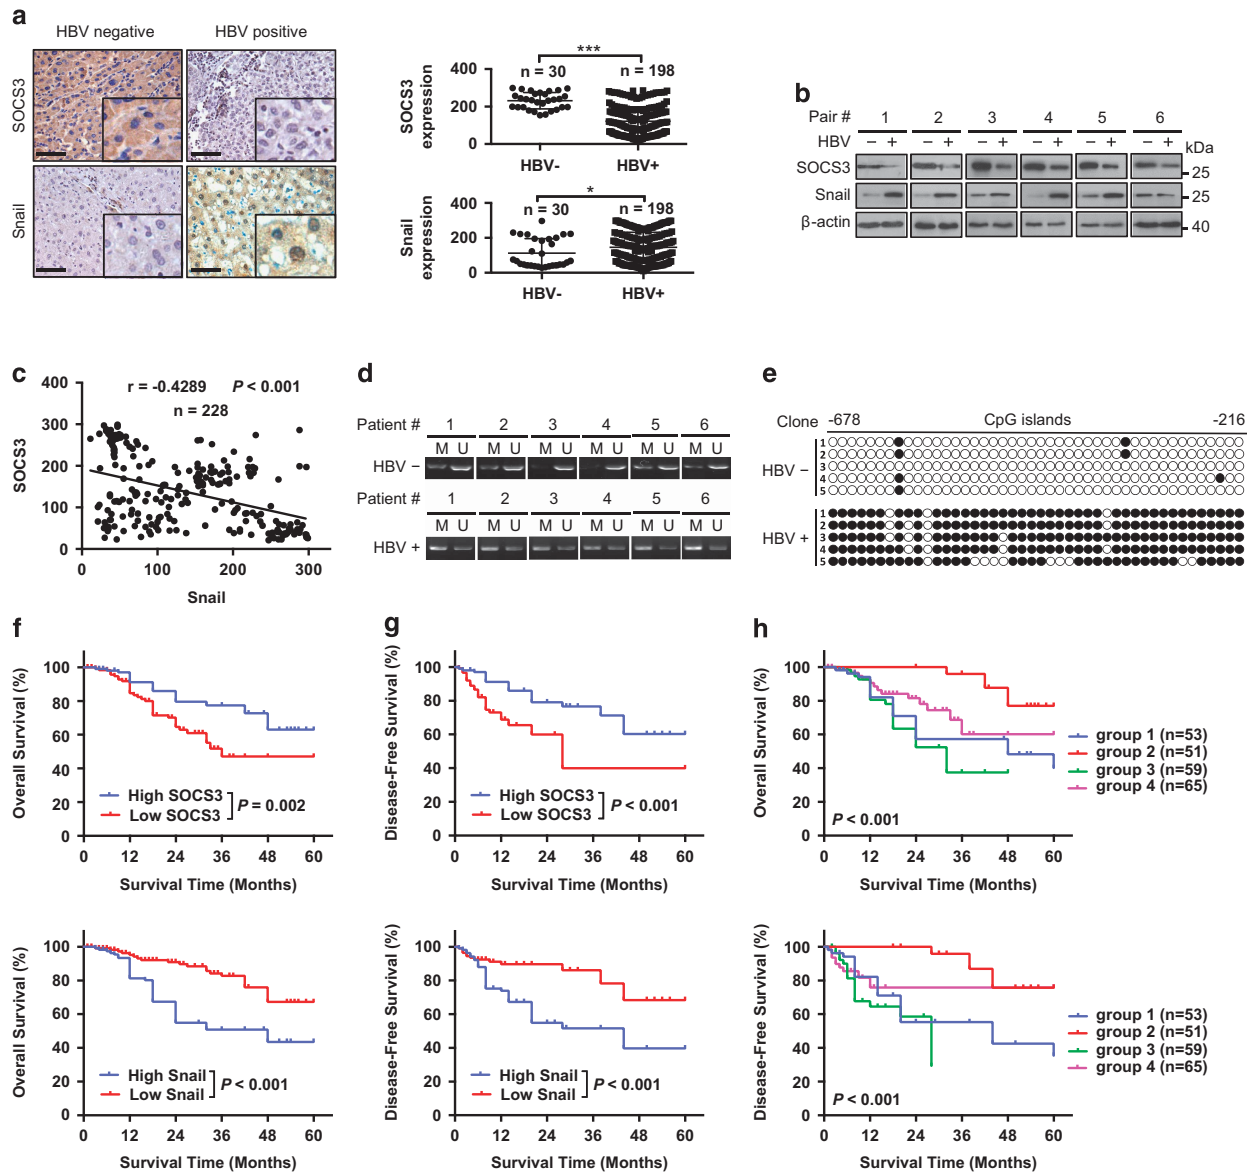 a
HBV negative HBV positive
SOCS3
Snail
***
n = 30 n = 198
SOCS3 expression
400
200
0
HBV- HBV+
*
n = 30 n = 198
Snail expression
400
200
0
HBV- HBV+
b
Pair # 1 2 3 4 5 6
HBV − + − + − + − + − + − + kDa
SOCS3 25
Snail 25
β-actin 40
c
r = -0.4289 P < 0.001
n = 228
SOCS3
400
300
200
100
0
0 100 200 300
Snail
d
Patient # 1 2 3 4 5 6
M U M U M U M U M U M U
HBV −
Patient # 1 2 3 4 5 6
M U M U M U M U M U M U
HBV +
e
Clone -678 CpG islands -216
HBV −
1
2
3
4
5
HBV +
1
2
3
4
5
f
Overall Survival (%)
100
80
60
40
20
0
High SOCS3
Low SOCS3
P = 0.002
0 12 24 36 48 60
Survival Time (Months)
Overall Survival (%)
100
80
60
40
20
0
High Snail
Low Snail
P < 0.001
0 12 24 36 48 60
Survival Time (Months)
g
Disease-Free Survival (%)
100
80
60
40
20
0
High SOCS3
Low SOCS3
P < 0.001
0 12 24 36 48 60
Survival Time (Months)
Disease-Free Survival (%)
100
80
60
40
20
0
High Snail
Low Snail
P < 0.001
0 12 24 36 48 60
Survival Time (Months)
h
Overall Survival (%)
100
80
60
40
20
0
P < 0.001
0 12 24 36 48 60
Survival Time (Months)
group 1 (n=53)
group 2 (n=51)
group 3 (n=59)
group 4 (n=65)
Disease-Free Survival (%)
100
80
60
40
20
0
P < 0.001
0 12 24 36 48 60
Survival Time (Months)
group 1 (n=53)
group 2 (n=51)
group 3 (n=59)
group 4 (n=65)